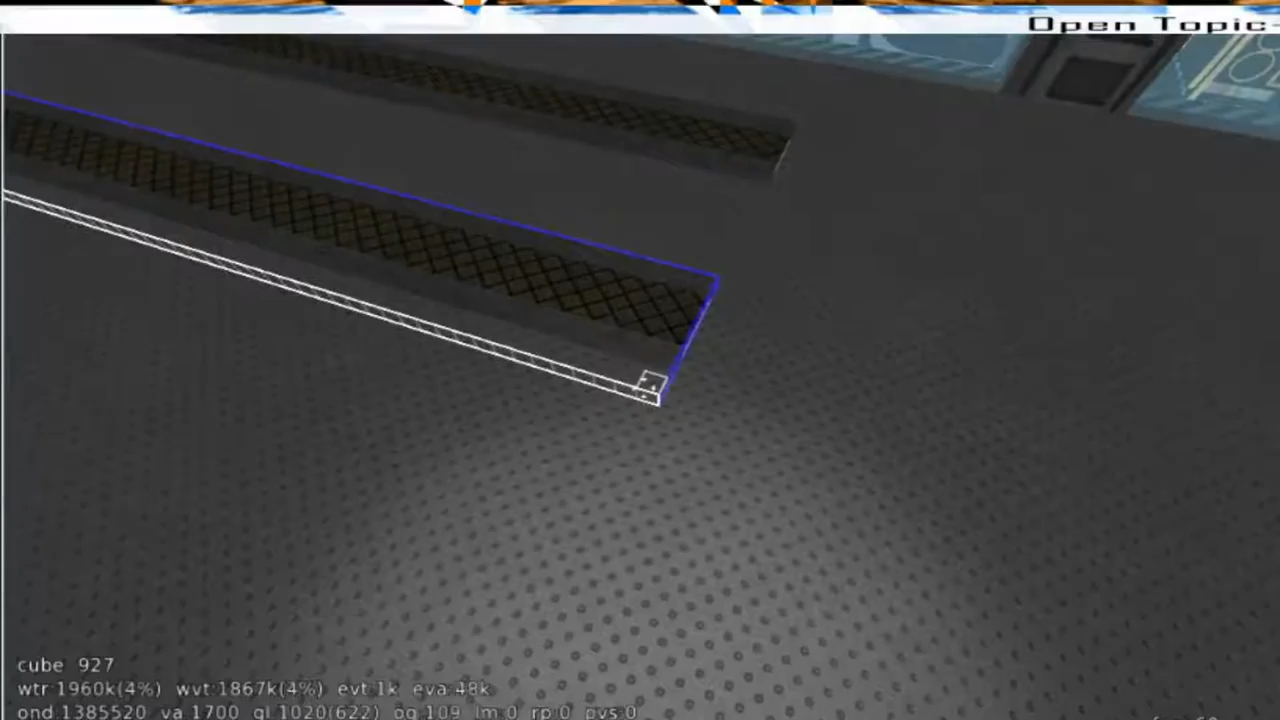 Open Topic-
cube 927
wtr:1960k(4%) wvt:1867k(4%) evt:1k eva:48k
ond:1385520 va:1700 gl:1020(622) og:109 lm:0 rp:0 pvs:0